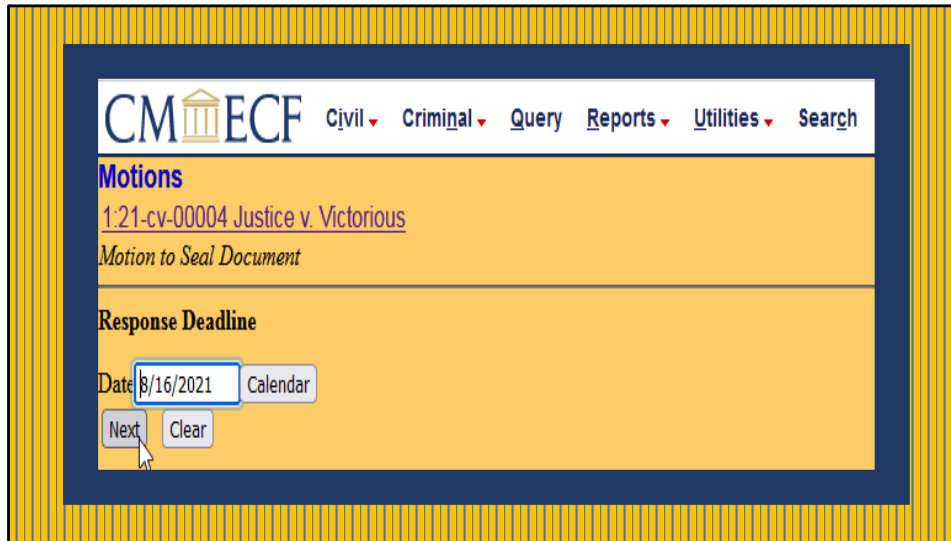 CM ECF Civil Criminal Query Reports Utilities Search
Motions
1:21-cv-00004 Justice v. Victorious
Motion to Seal Document
Response Deadline
Date 8/16/2021 Calendar
Next Clear